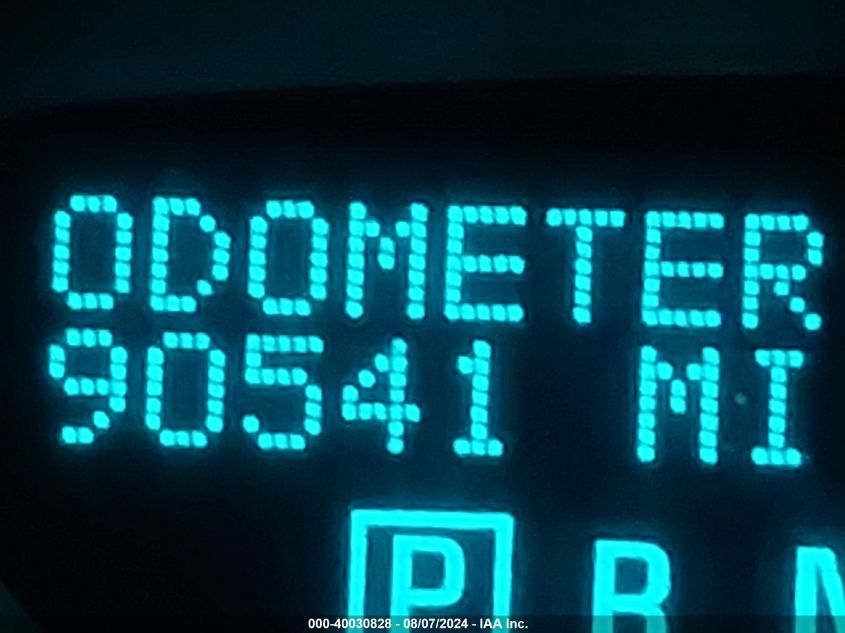 ODOMETER
90541 MI
P R N
000-40030828 - 08/07/2024 - IAA Inc.